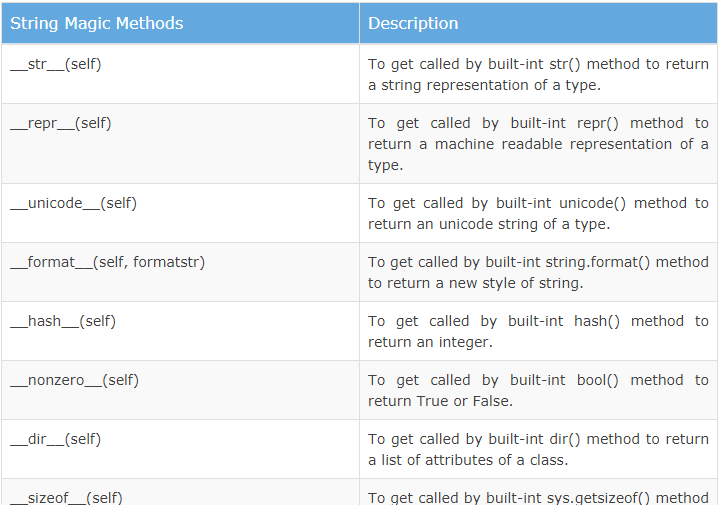 String Magic Methods
Description
__str__(self)
To get called by built-int str() method to return
a string representation of a type.
__repr__(self)
To get called by built-int repr() method to
return a machine readable representation of a
type.
__unicode__(self)
To get called by built-int unicode() method to
return an unicode string of a type.
__format__(self, formatstr)
To get called by built-int string.format() method
to return a new style of string.
__hash__(self)
To get called by built-int hash() method to
return an integer.
__nonzero__(self)
To get called by built-int bool() method to
return True or False.
__dir__(self)
To get called by built-int dir() method to return
a list of attributes of a class.
__sizeof__(self)
To get called by built-int sys.getsizeof() method